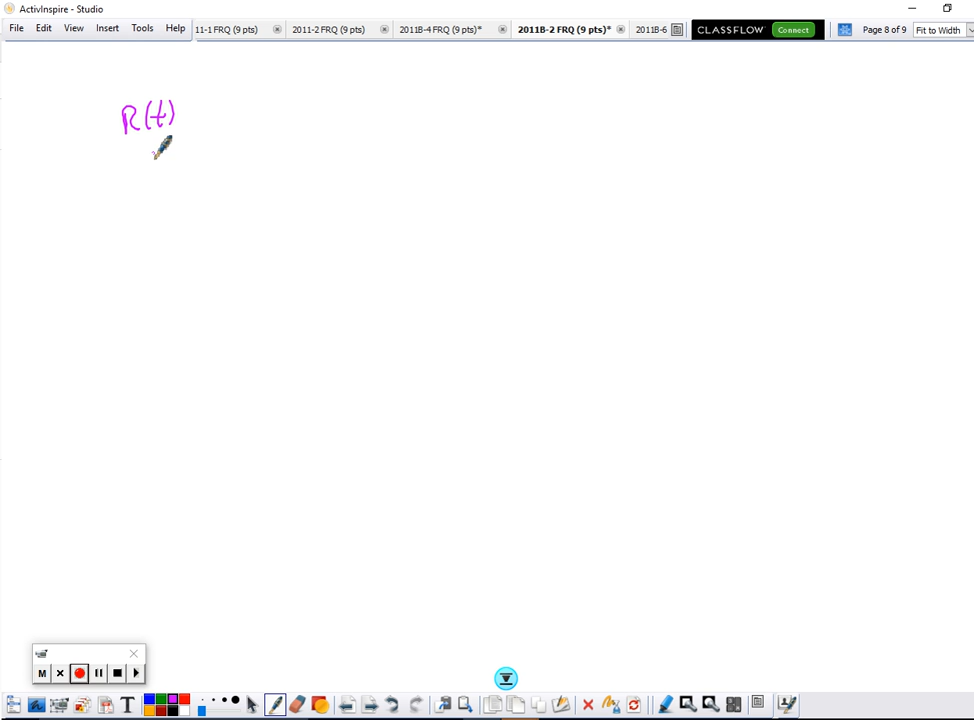 ActivInspire - Studio
File Edit View Insert Tools Help 11-1 FRQ (9 pts) 2011-2 FRQ (9 pts) 2011B-4 FRQ (9 pts)* 2011B-2 FRQ (9 pts)* 2011B-6 CLASSFLOW Connect Page 8 of 9 Fit to Width
R(t)
M
T